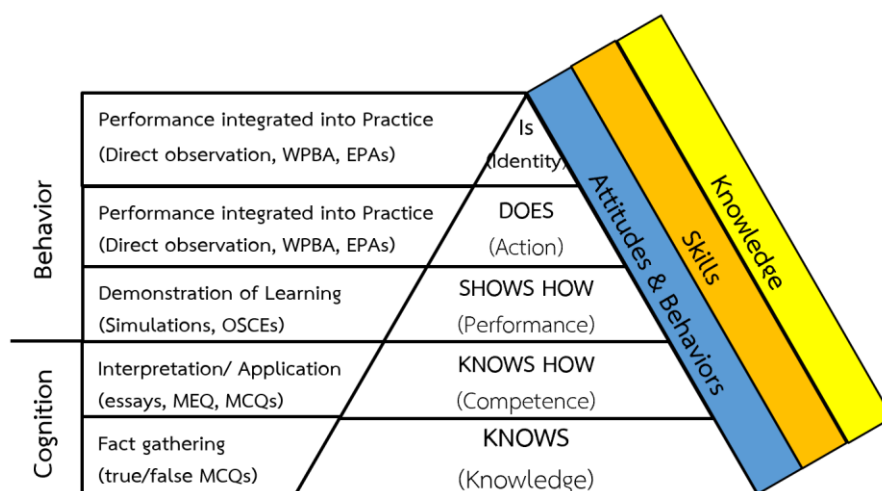 Behavior
Performance integrated into Practice
(Direct observation, WPBA, EPAs)
Is
(Identity)
Performance integrated into Practice
(Direct observation, WPBA, EPAs)
DOES
(Action)
Demonstration of Learning
(Simulations, OSCEs)
SHOWS HOW
(Performance)
Cognition
Interpretation/ Application
(essays, MEQ, MCQs)
KNOWS HOW
(Competence)
Fact gathering
(true/false MCQs)
KNOWS
(Knowledge)
Attitudes & Behaviors
Skills
Knowledge